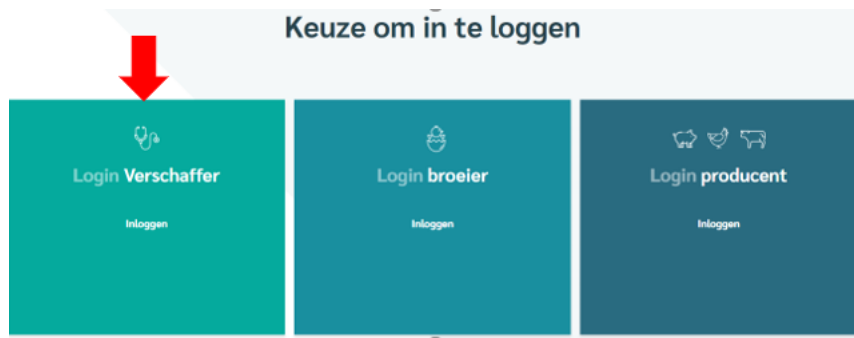 Keuze om in te loggen
Login Verschaffer
Inloggen
Login broeier
Inloggen
Login producent
Inloggen